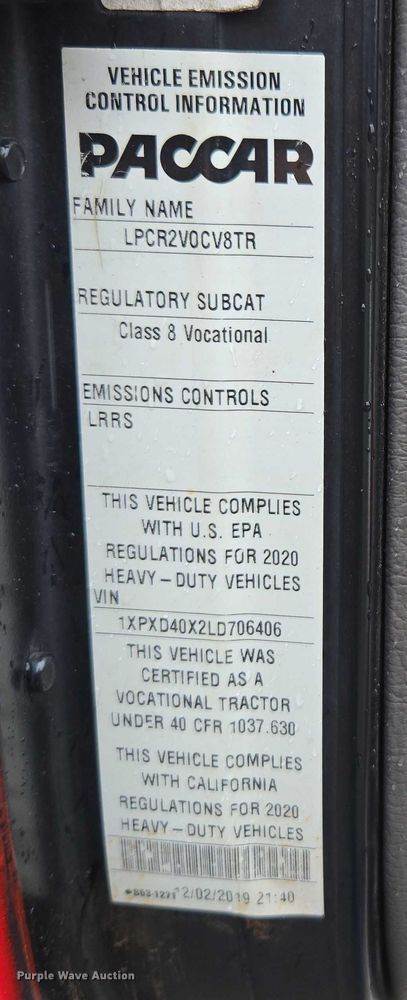 VEHICLE EMISSION
CONTROL INFORMATION
PACCAR
FAMILY NAME
LPCR2VOCV8TR
REGULATORY SUBCAT
Class 8 Vocational
EMISSIONS CONTROLS
LRRS
THIS VEHICLE COMPLIES
WITH U.S. EPA
REGULATIONS FOR 2020
HEAVY-DUTY VEHICLES
VIN
1XPXD40X2LD706406
THIS VEHICLE WAS
CERTIFIED AS A
VOCATIONAL TRACTOR
UNDER 40 CFR 1037.630
THIS VEHICLE COMPLIES
WITH CALIFORNIA
REGULATIONS FOR 2020
HEAVY-DUTY VEHICLES
12/02/2019 21:40
Purple Wave Auction